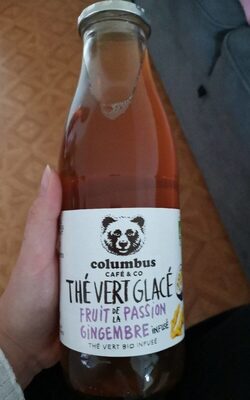 columbus
CAFÉ & CO
THÉ VERT GLACÉ
FRUIT DE LA PASSION
GINGEMBRE INFUSÉ
THÉ VERT BIO INFUSÉ